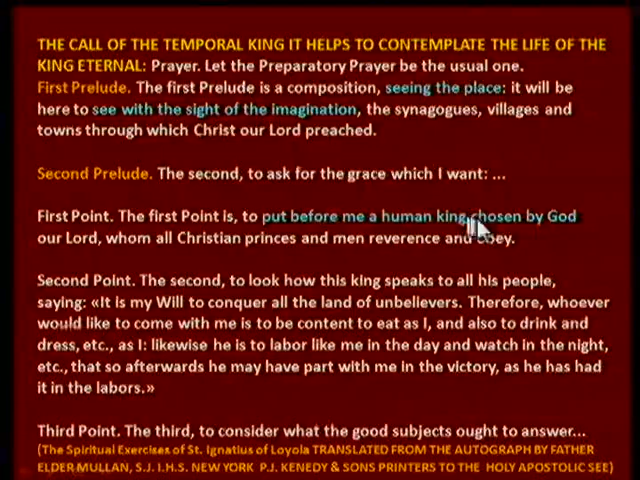 THE CALL OF THE TEMPORAL KING IT HELPS TO CONTEMPLATE THE LIFE OF THE
KING ETERNAL: Prayer. Let the Preparatory Prayer be the usual one.
First Prelude. The first Prelude is a composition, seeing the place: it will be
here to see with the sight of the imagination, the synagogues, villages and
towns through which Christ our Lord preached.
Second Prelude. The second, to ask for the grace which I want: ...
First Point. The first Point is, to put before me a human king chosen by God
our Lord, whom all Christian princes and men reverence and obey.
Second Point. The second, to look how this king speaks to all his people,
saying: «It is my Will to conquer all the land of unbelievers. Therefore, whoever
would like to come with me is to be content to eat as I, and also to drink and
dress, etc., as I: likewise he is to labor like me in the day and watch in the night,
etc., that so afterwards he may have part with me in the victory, as he has had
it in the labors.»
Third Point. The third, to consider what the good subjects ought to answer...
(The Spiritual Exercises of St. Ignatius of Loyola TRANSLATED FROM THE AUTOGRAPH BY FATHER
ELDER MULLAN, S.J. I.H.S. NEW YORK P.J. KENEDY & SONS PRINTERS TO THE HOLY APOSTOLIC SEE)